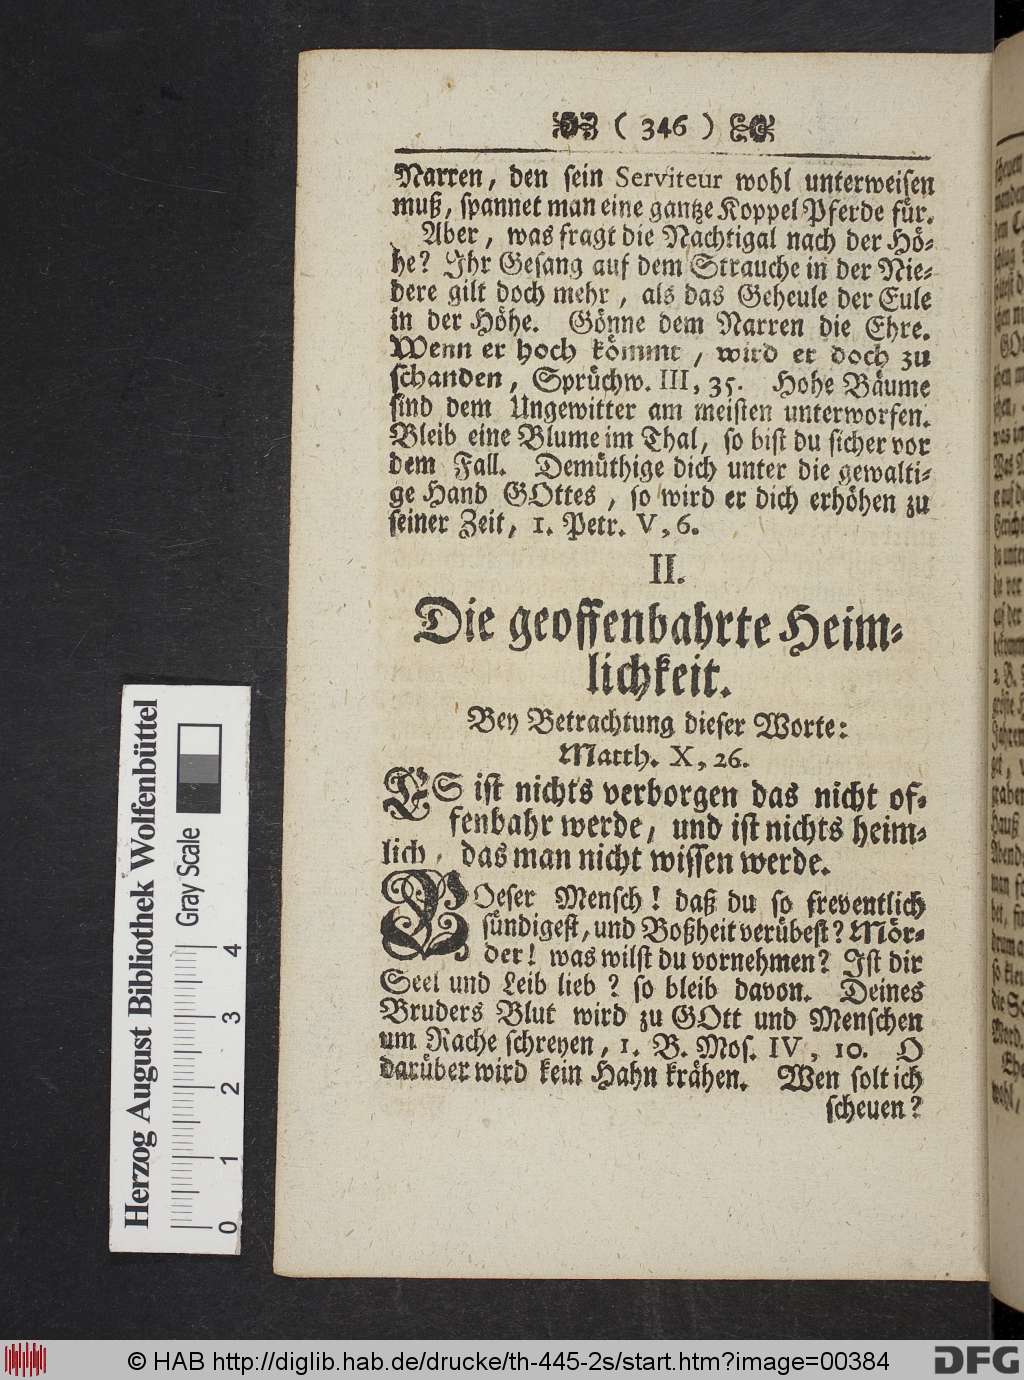 ( 346 )
Narren, den sein Serviteur wohl unterweisen
muß, spannet man eine gantze Koppel Pferde für.
Aber, was fragt die Nachtigal nach der Hö-
he? Ihr Gesang auf dem Strauche in der Nie-
dere gilt doch mehr, als das Geheule der Eule
in der Höhe. Gönne dem Narren die Ehre.
Wenn er hoch kömmt, wird er doch zu
schanden, Sprüchw. III, 35. Hohe Bäume
sind dem Ungewitter am meisten unterworfen.
Bleib eine Blume im Thal, so bist du sicher vor
dem Fall. Demüthige dich unter die gewalti-
ge Hand GOttes, so wird er dich erhöhen zu
seiner Zeit, 1. Petr. V, 6.
II.
Die geoffenbahrte Heim-
lichkeit.
Bey Betrachtung dieser Worte:
Matth. X, 26.
ES ist nichts verborgen das nicht of-
fenbahr werde, und ist nichts heim-
lich, das man nicht wissen werde.
BOeser Mensch! daß du so freventlich
sündigest, und Boßheit verübest? Mör-
der! was wilst du vornehmen? Ist dir
Seel und Leib lieb? so bleib davon. Deines
Bruders Blut wird zu GOtt und Menschen
um Rache schreyen, 1. B. Mos. IV, 10. O
darüber wird kein Hahn krähen. Wen solt ich
scheuen?
Herzog August Bibliothek Wolfenbüttel
Gray Scale
0 1 2 3 4
© HAB http://diglib.hab.de/drucke/th-445-2s/start.htm?image=00384
DFG